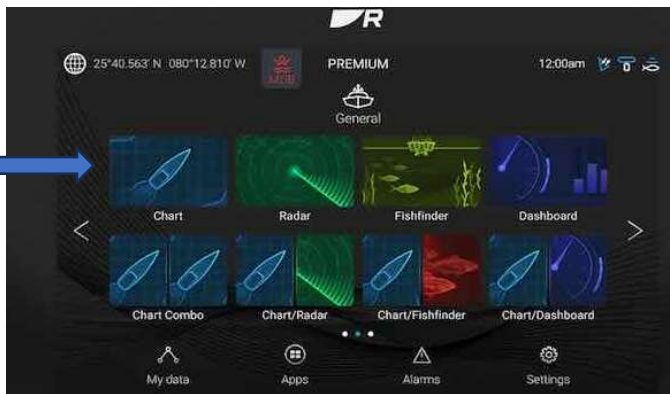 R
25°40.563' N 080°12.810' W MOB PREMIUM 12:00am
General
Chart Radar Fishfinder Dashboard
Chart Combo Chart/Radar Chart/Fishfinder Chart/Dashboard
My data Apps Alarms Settings